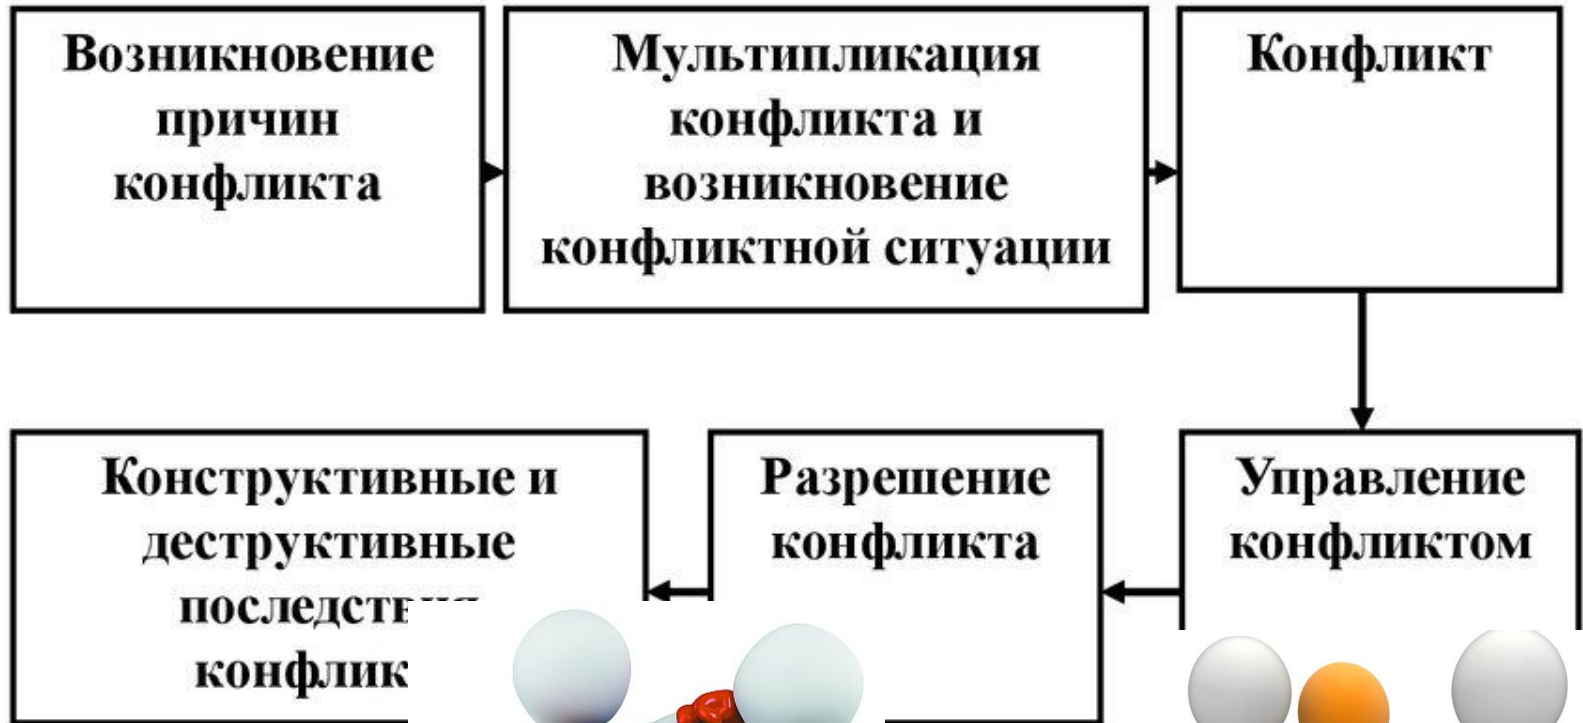 Возникновение
причин
конфликта
Мультипликация
конфликта и
возникновение
конфликтной ситуации
Конфликт
Управление
конфликтом
Разрешение
конфликта
Конструктивные и
деструктивные